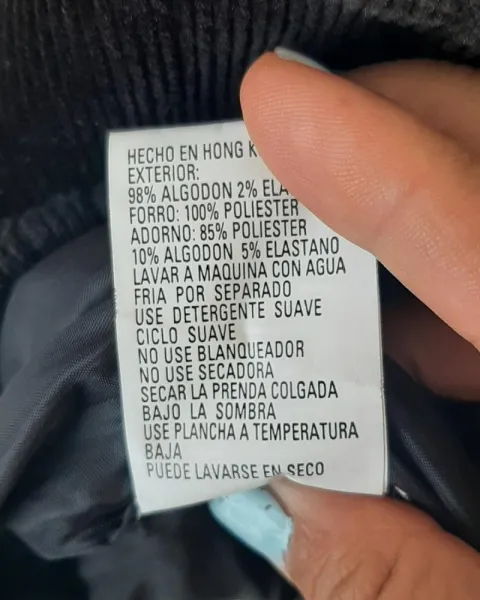 HECHO EN HONG
EXTERIOR:
98% ALGODON 2%
FORRO: 100% POLIESTER
ADORNO: 85% POLIESTER
10% ALGODON 5% ELASTANO
LAVAR A MAQUINA CON AGUA
FRIA POR SEPARADO
USE DETERGENTE SUAVE
CICLO SUAVE
NO USE BLANQUEADOR
NO USE SECADORA
SECAR LA PRENDA COLGADA
BAJO LA SOMBRA
USE PLANCHA A TEMPERATURA
BAJA
PUEDE LAVARSE EN SECO